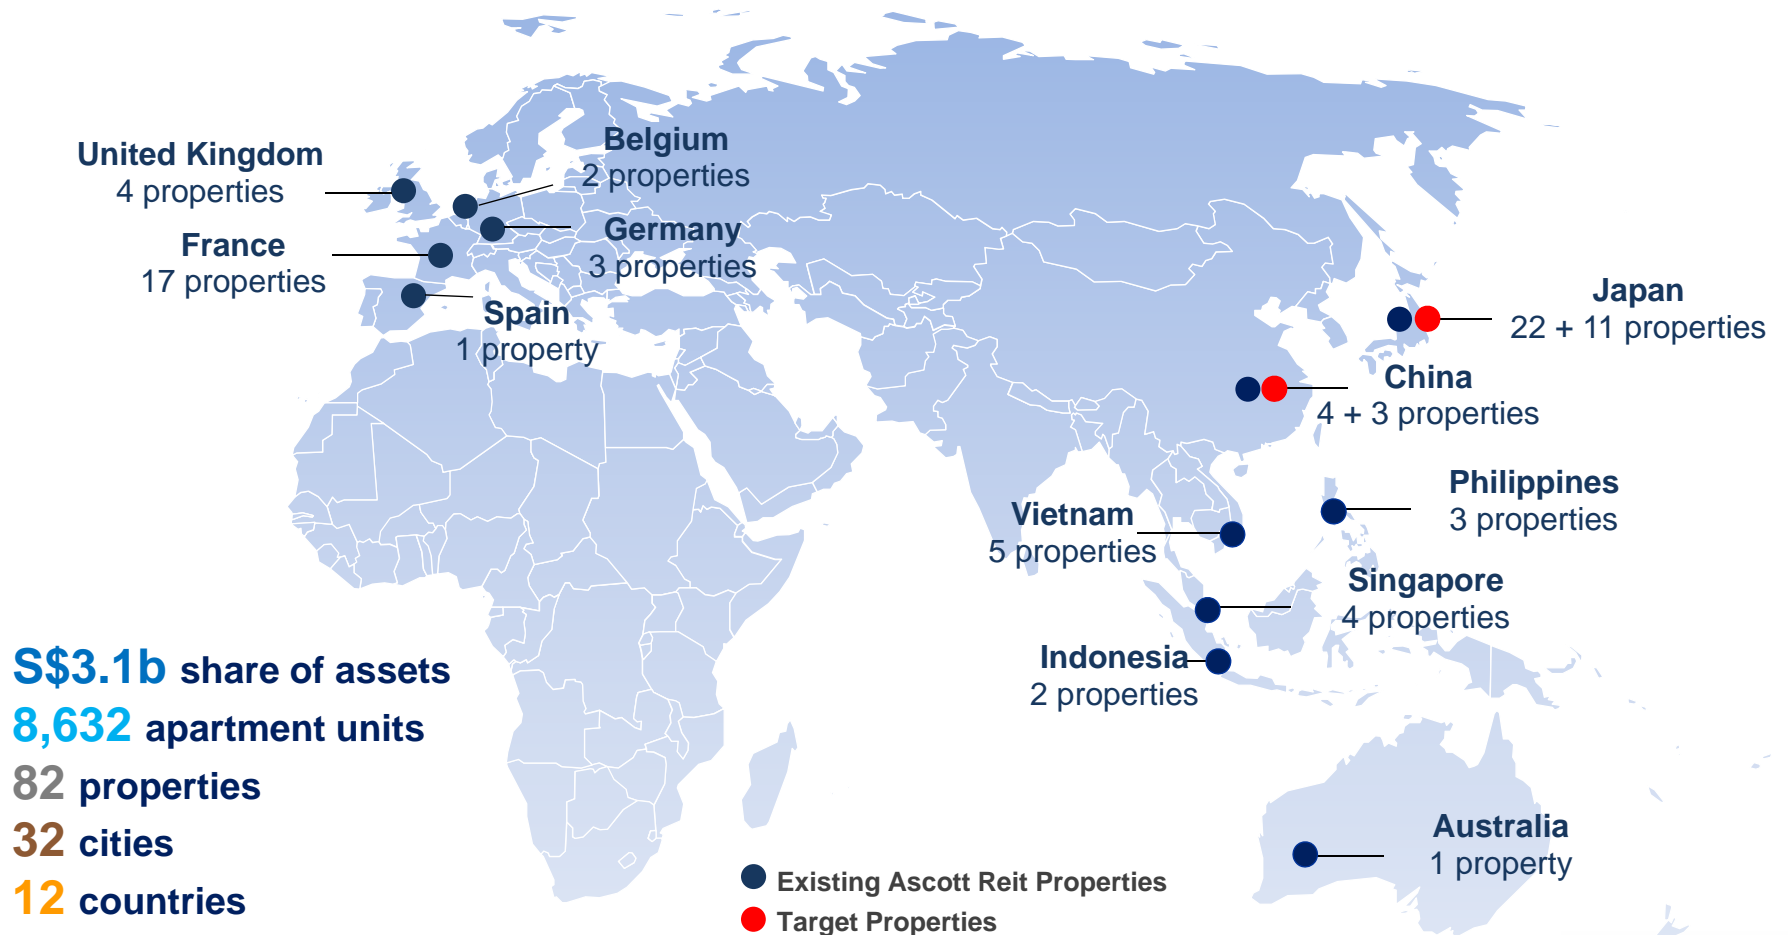 United Kingdom
4 properties
Belgium
2 properties
France
17 properties
Germany
3 properties
Spain
1 property
Japan
22 + 11 properties
China
4 + 3 properties
Philippines
3 properties
Vietnam
5 properties
Singapore
4 properties
Indonesia
2 properties
Australia
1 property
S$3.1b share of assets
8,632 apartment units
82 properties
32 cities
12 countries
Existing Ascott Reit Properties
Target Properties